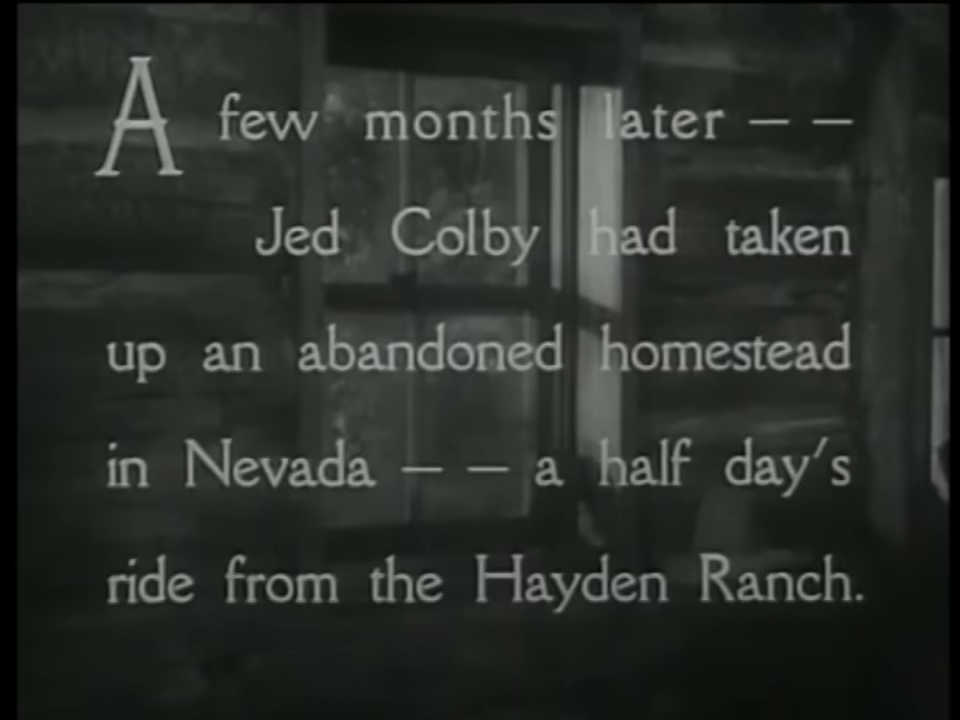 A few months later — —
Jed Colby had taken
up an abandoned homestead
in Nevada — — a half day's
ride from the Hayden Ranch.